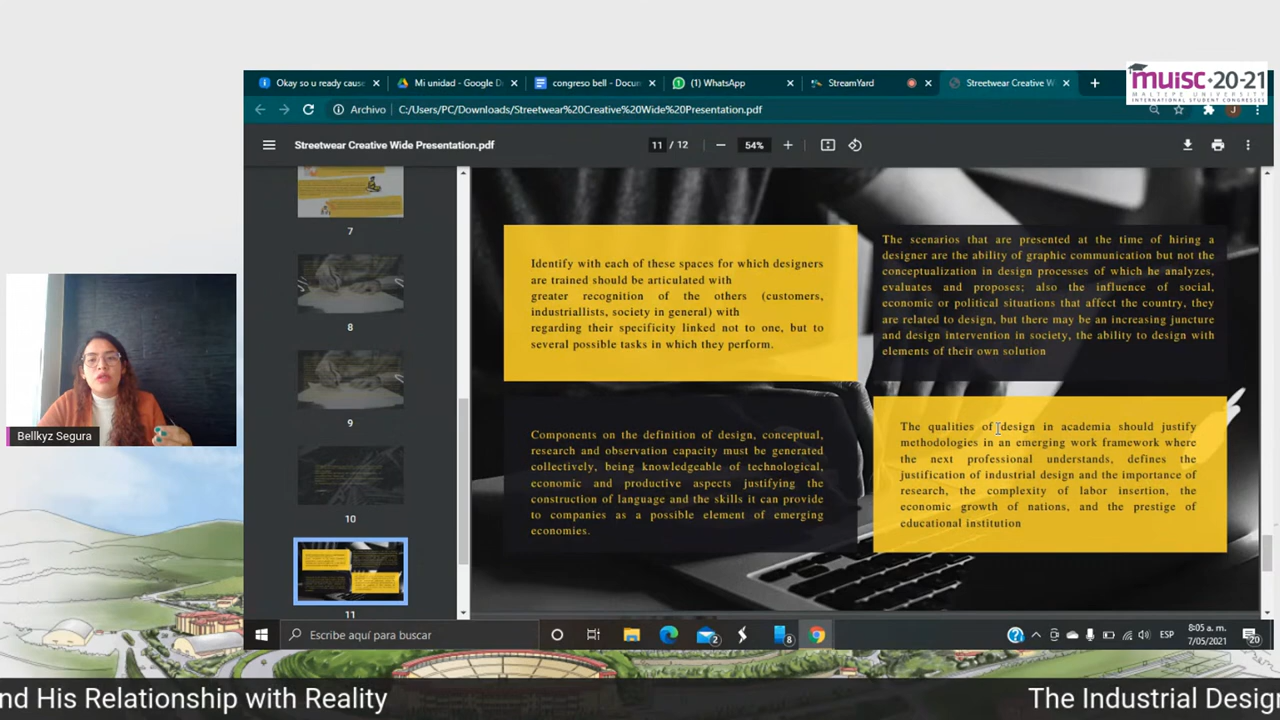 muisc•20-21
MALTEPE UNIVERSITY
INTERNATIONAL STUDENT CONGRESSES
Okay so u ready caus
Mi unidad - Google D
congreso bell - Docu
(1) WhatsApp
StreamYard
Streetwear Creative W
Archivo
C:/Users/PC/Downloads/Streetwear%20Creative%20Wide%20Presentation.pdf
Streetwear Creative Wide Presentation.pdf
11 / 12
54%
7
8
9
10
11
Identify with each of these spaces for which designers
are trained should be articulated with
greater recognition of the others (customers,
industriallists, society in general) with
regarding their specificity linked not to one, but to
several possible tasks in which they perform.
The scenarios that are presented at the time of hiring a
designer are the ability of graphic communication but not the
conceptualization in design processes of which he analyzes,
evaluates and proposes; also the influence of social,
economic or political situations that affect the country, they
are related to design, but there may be an increasing juncture
and design intervention in society, the ability to design with
elements of their own solution
Components on the definition of design, conceptual,
research and observation capacity must be generated
collectively, being knowledgeable of technological,
economic and productive aspects justifying the
construction of language and the skills it can provide
to companies as a possible element of emerging
economies.
The qualities of design in academia should justify
methodologies in an emerging work framework where
the next professional understands, defines the
justification of industrial design and the importance of
research, the complexity of labor insertion, the
economic growth of nations, and the prestige of
educational institution
Bellkyz Segura
Escribe aquí para buscar
2
8
ESP
8:05 a. m.
7/05/2021
20
nd His Relationship with Reality
The Industrial Desig